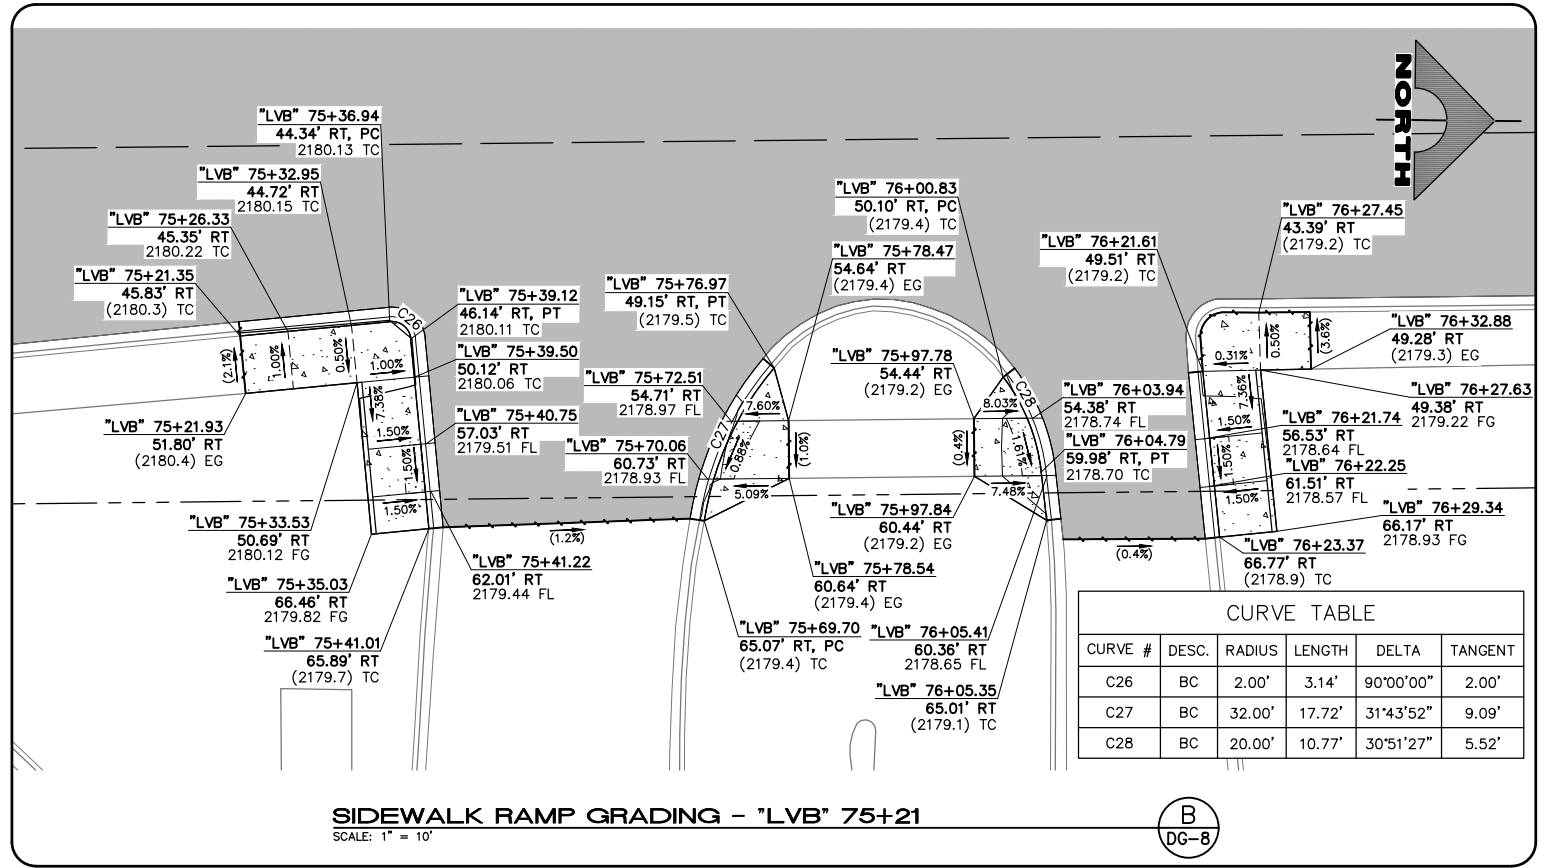 "LVB" 75+36.94
44.34' RT, PC
2180.13 TC
"LVB" 75+32.95
44.72' RT
2180.15 TC
"LVB" 75+26.33
45.35' RT
2180.22 TC
"LVB" 75+21.35
45.83' RT
(2180.3) TC
"LVB" 75+39.12
46.14' RT, PT
2180.11 TC
"LVB" 75+39.50
50.12' RT
2180.06 TC
"LVB" 75+40.75
57.03' RT
2179.51 FL
"LVB" 75+21.93
51.80' RT
(2180.4) EG
"LVB" 75+33.53
50.69' RT
2180.12 FG
"LVB" 75+35.03
66.46' RT
2179.82 FG
"LVB" 75+41.01
65.89' RT
(2179.7) TC
"LVB" 75+41.22
62.01' RT
2179.44 FL
C26
(2.1%)
1.00%
0.50%
1.00%
7.38%
1.50%
1.50%
1.50%
(1.2%)
"LVB" 75+76.97
49.15' RT, PT
(2179.5) TC
"LVB" 75+72.51
54.71' RT
2178.97 FL
"LVB" 75+70.06
60.73' RT
2178.93 FL
"LVB" 76+00.83
50.10' RT, PC
(2179.4) TC
"LVB" 75+78.47
54.64' RT
(2179.4) EG
"LVB" 75+97.78
54.44' RT
(2179.2) EG
"LVB" 75+97.84
60.44' RT
(2179.2) EG
"LVB" 75+78.54
60.64' RT
(2179.4) EG
"LVB" 75+69.70
65.07' RT, PC
(2179.4) TC
"LVB" 76+05.41
60.36' RT
2178.65 FL
"LVB" 76+05.35
65.01' RT
(2179.1) TC
C27
7.60%
0.88%
5.09%
(1.0%)
(0.4%)
C28
8.03%
1.61%
7.48%
"LVB" 76+03.94
54.38' RT
2178.74 FL
"LVB" 76+04.79
59.98' RT, PT
2178.70 TC
(0.4%)
"LVB" 76+21.61
49.51' RT
(2179.2) TC
"LVB" 76+27.45
43.39' RT
(2179.2) TC
"LVB" 76+32.88
49.28' RT
(2179.3) EG
"LVB" 76+27.63
49.38' RT
2179.22 FG
"LVB" 76+21.74
56.53' RT
2178.64 FL
"LVB" 76+22.25
61.51' RT
2178.57 FL
"LVB" 76+29.34
66.17' RT
2178.93 FG
"LVB" 76+23.37
66.77' RT
(2178.9) TC
0.31%
0.50%
(3.6%)
7.36%
1.50%
1.50%
1.50%
NORTH
CURVE TABLE
CURVE # DESC. RADIUS LENGTH DELTA TANGENT
C26 BC 2.00' 3.14' 90°00'00" 2.00'
C27 BC 32.00' 17.72' 31°43'52" 9.09'
C28 BC 20.00' 10.77' 30°51'27" 5.52'
SIDEWALK RAMP GRADING - "LVB" 75+21
SCALE: 1" = 10'
B
DG-8